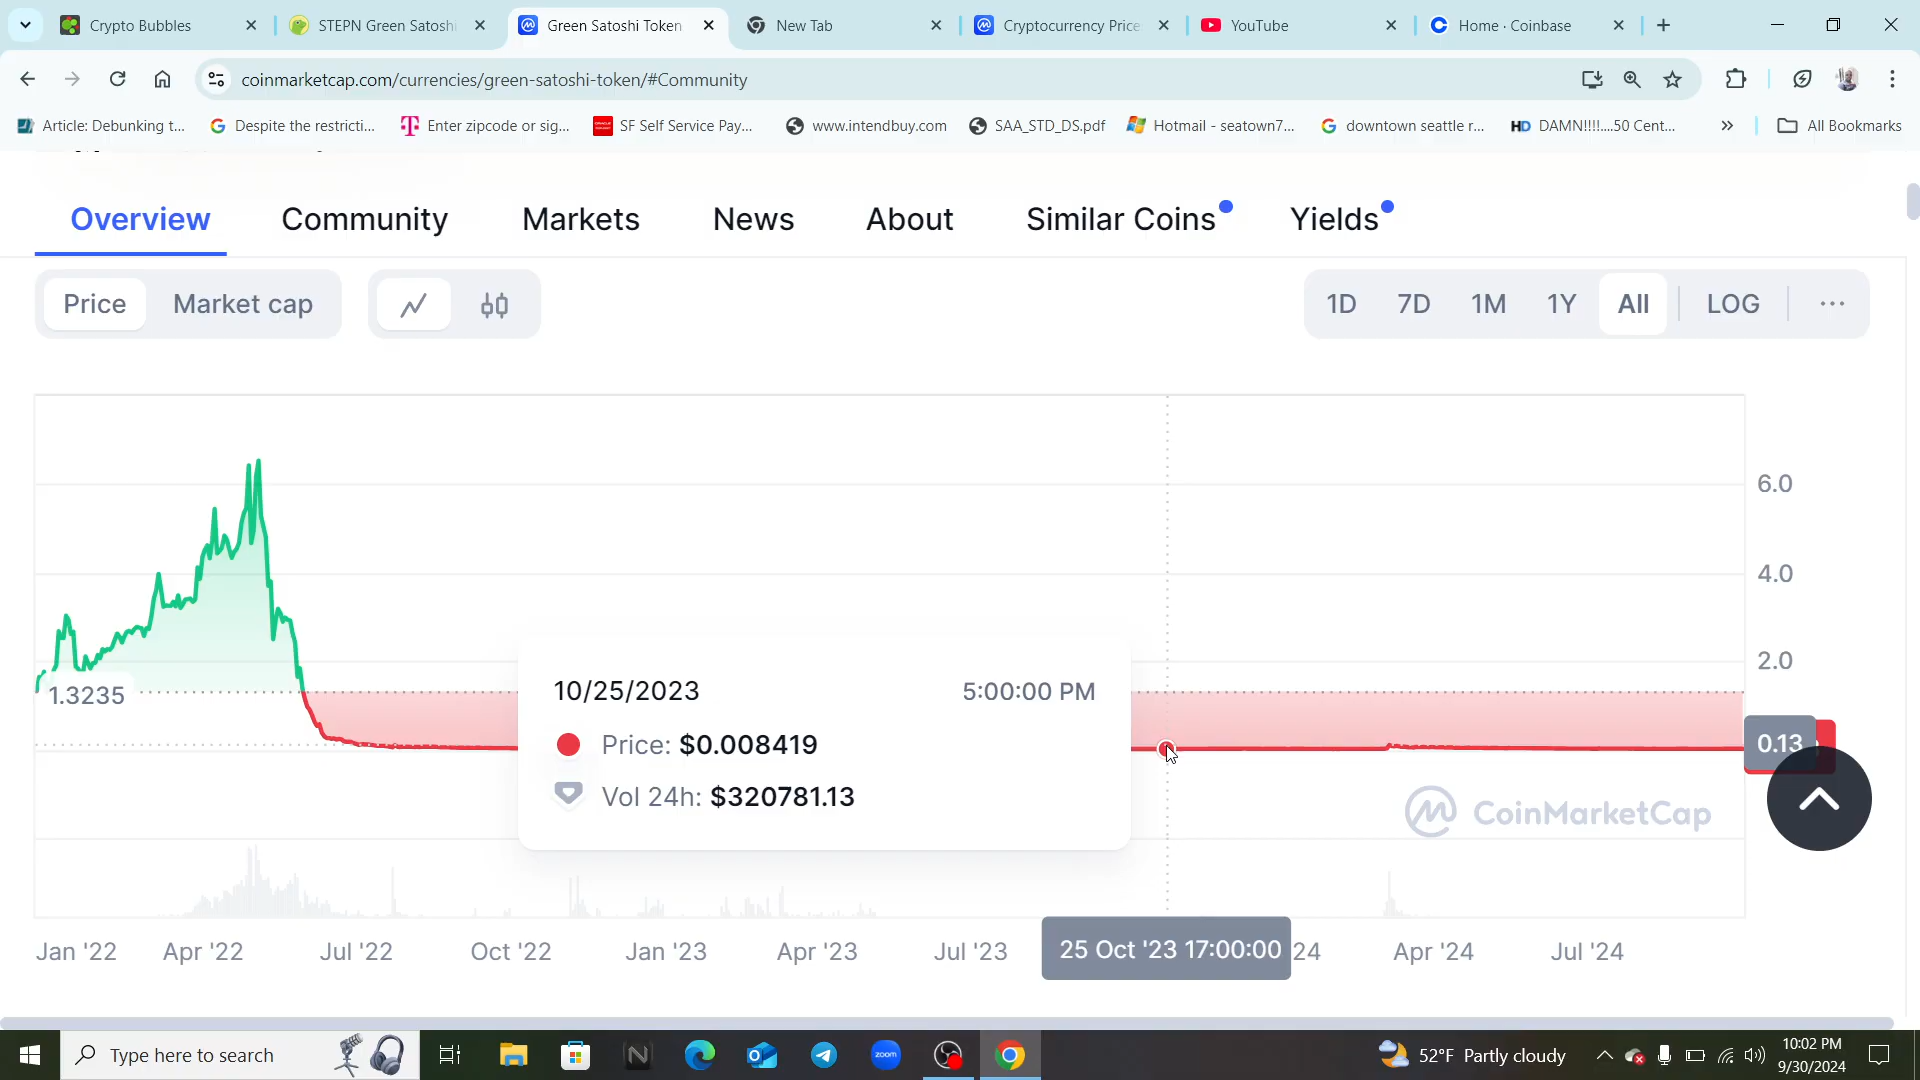 Crypto Bubbles
STEPN Green Satoshi
Green Satoshi Token
New Tab
Cryptocurrency Price
YouTube
Home · Coinbase
coinmarketcap.com/currencies/green-satoshi-token/#Community
Article: Debunking t...
Despite the restricti...
Enter zipcode or sig...
SF Self Service Pay...
www.intendbuy.com
SAA_STD_DS.pdf
Hotmail - seatown7...
downtown seattle r...
HD DAMN!!!!....50 Cent...
All Bookmarks
Overview
Community
Markets
News
About
Similar Coins
Yields
Price
Market cap
1D
7D
1M
1Y
All
LOG
6.0
4.0
2.0
1.3235
10/25/2023
5:00:00 PM
Price: $0.008419
Vol 24h: $320781.13
0.13
CoinMarketCap
Jan '22
Apr '22
Jul '22
Oct '22
Jan '23
Apr '23
Jul '23
25 Oct '23 17:00:00
24
Apr '24
Jul '24
Type here to search
zoom
52°F Partly cloudy
10:02 PM
9/30/2024